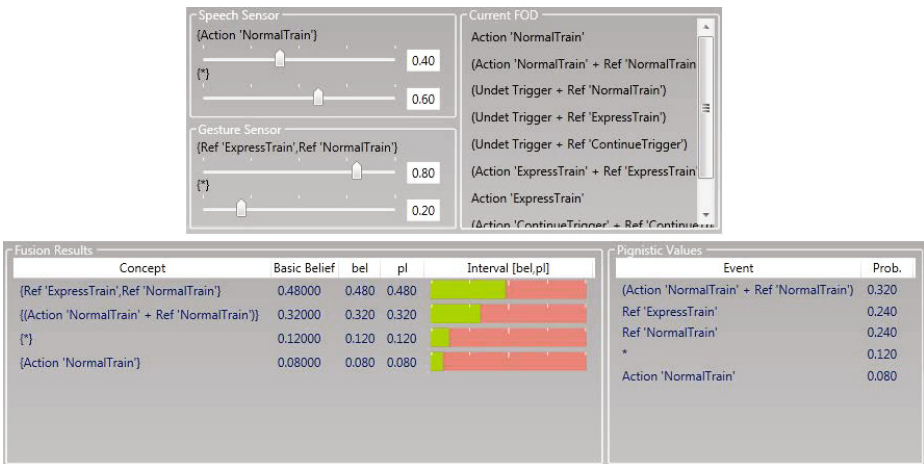 Speech Sensor
{Action 'NormalTrain'}
0.40
{*}
0.60
Gesture Sensor
{Ref 'ExpressTrain',Ref 'NormalTrain'}
0.80
{*}
0.20
Current FOD
Action 'NormalTrain'
(Action 'NormalTrain' + Ref 'NormalTrain
(Undet Trigger + Ref 'NormalTrain')
(Undet Trigger + Ref 'ExpressTrain')
(Undet Trigger + Ref 'ContinueTrigger')
(Action 'ExpressTrain' + Ref 'ExpressTrain'
Action 'ExpressTrain'
(Action 'ContinueTrigger' + Ref 'Continue
Fusion Results
Concept Basic Belief bel pl Interval [bel,pl]
{Ref 'ExpressTrain',Ref 'NormalTrain'} 0.48000 0.480 0.480
{(Action 'NormalTrain' + Ref 'NormalTrain')} 0.32000 0.320 0.320
{*} 0.12000 0.120 0.120
{Action 'NormalTrain'} 0.08000 0.080 0.080
Pignistic Values
Event Prob.
(Action 'NormalTrain' + Ref 'NormalTrain') 0.320
Ref 'ExpressTrain' 0.240
Ref 'NormalTrain' 0.240
* 0.120
Action 'NormalTrain' 0.080